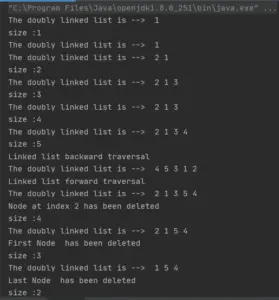 "C:\Program Files\Java\openjdk1.8.0_251\bin\java.exe" ...
The doubly linked list is --> 1
size :1
The doubly linked list is --> 1
The doubly linked list is --> 2 1
size :2
The doubly linked list is --> 2 1 3
size :3
The doubly linked list is --> 2 1 3
size :4
The doubly linked list is --> 2 1 3 4
size :5
Linked list backward traversal
The doubly linked list is --> 4 5 3 1 2
Linked list forward traversal
The doubly linked list is --> 2 1 3 5 4
Node at index 2 has been deleted
size :4
The doubly linked list is --> 2 1 5 4
First Node has been deleted
size :3
The doubly linked list is --> 1 5 4
Last Node has been deleted
size :2